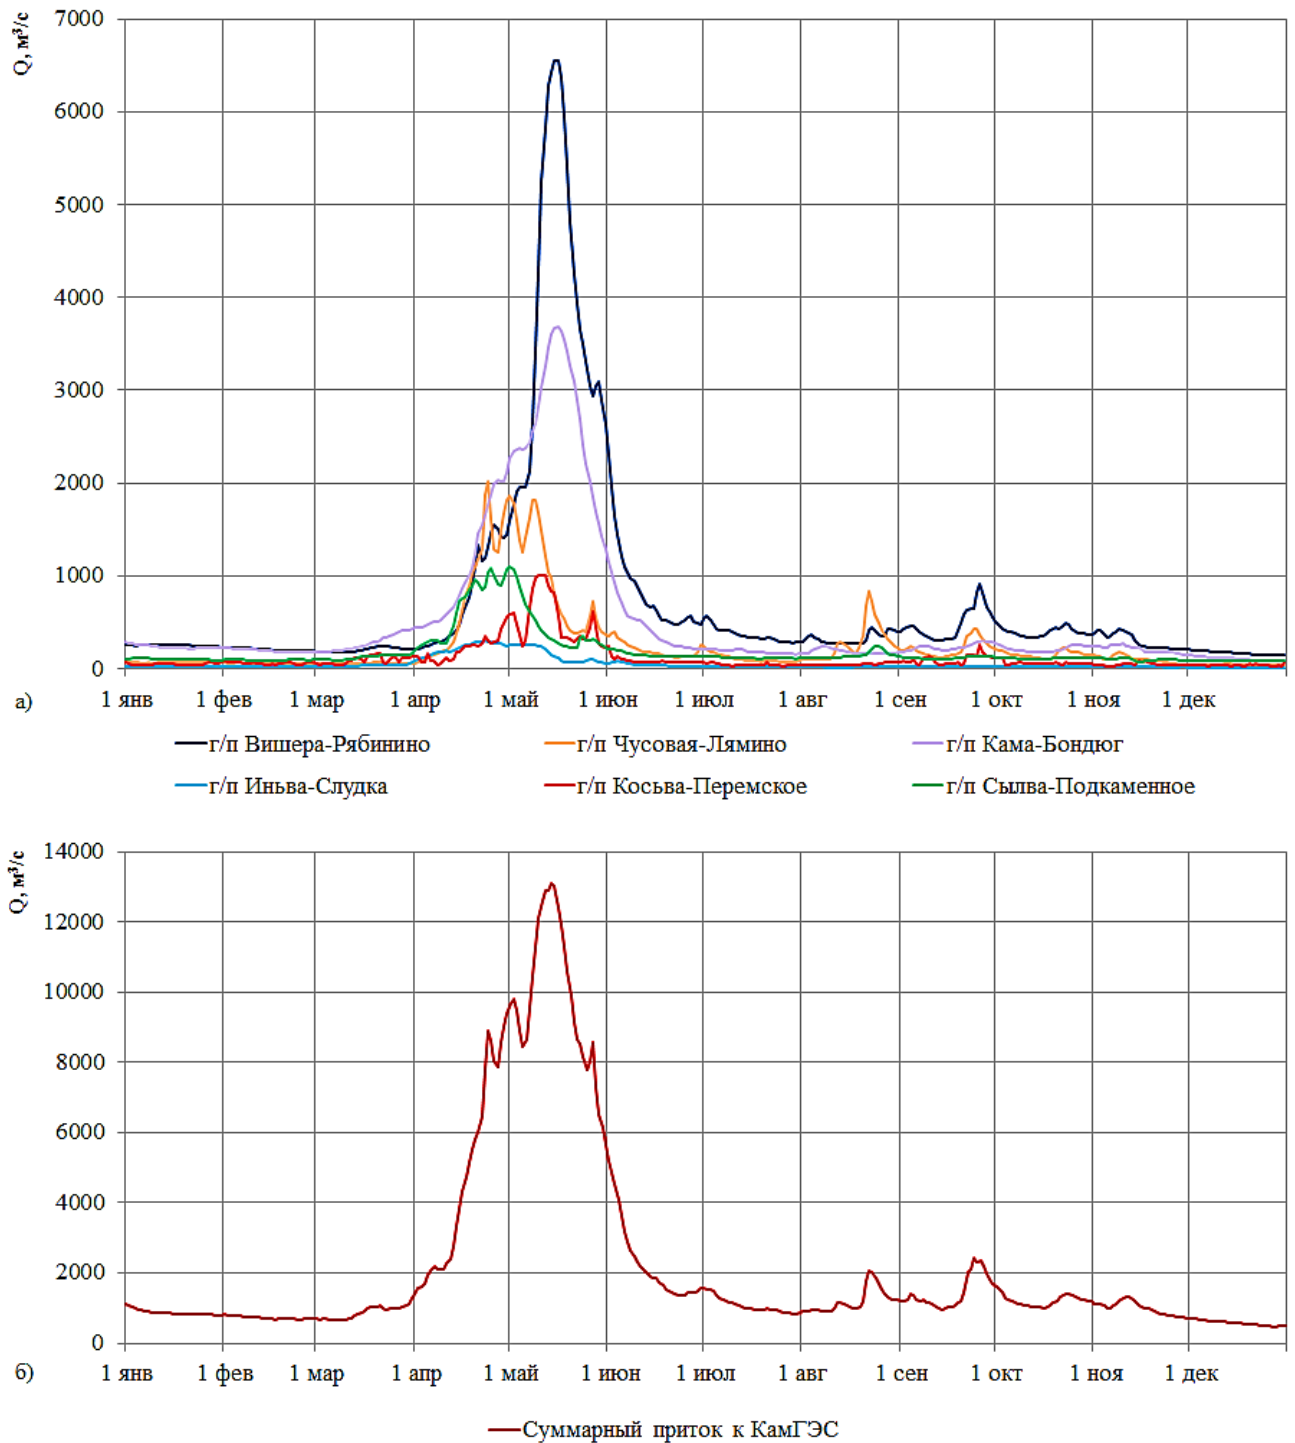 Q, м³/с
7000
6000
5000
4000
3000
2000
1000
0
1 янв 1 фев 1 мар 1 апр 1 май 1 июн 1 июл 1 авг 1 сен 1 окт 1 ноя 1 дек
а)
г/п Вишера-Рябинино г/п Чусовая-Лямино г/п Кама-Бондюг
г/п Иньва-Слудка г/п Косьва-Перемское г/п Сылва-Подкаменное
Q, м³/с
14000
12000
10000
8000
6000
4000
2000
0
1 янв 1 фев 1 мар 1 апр 1 май 1 июн 1 июл 1 авг 1 сен 1 окт 1 ноя 1 дек
б)
Суммарный приток к КамГЭС